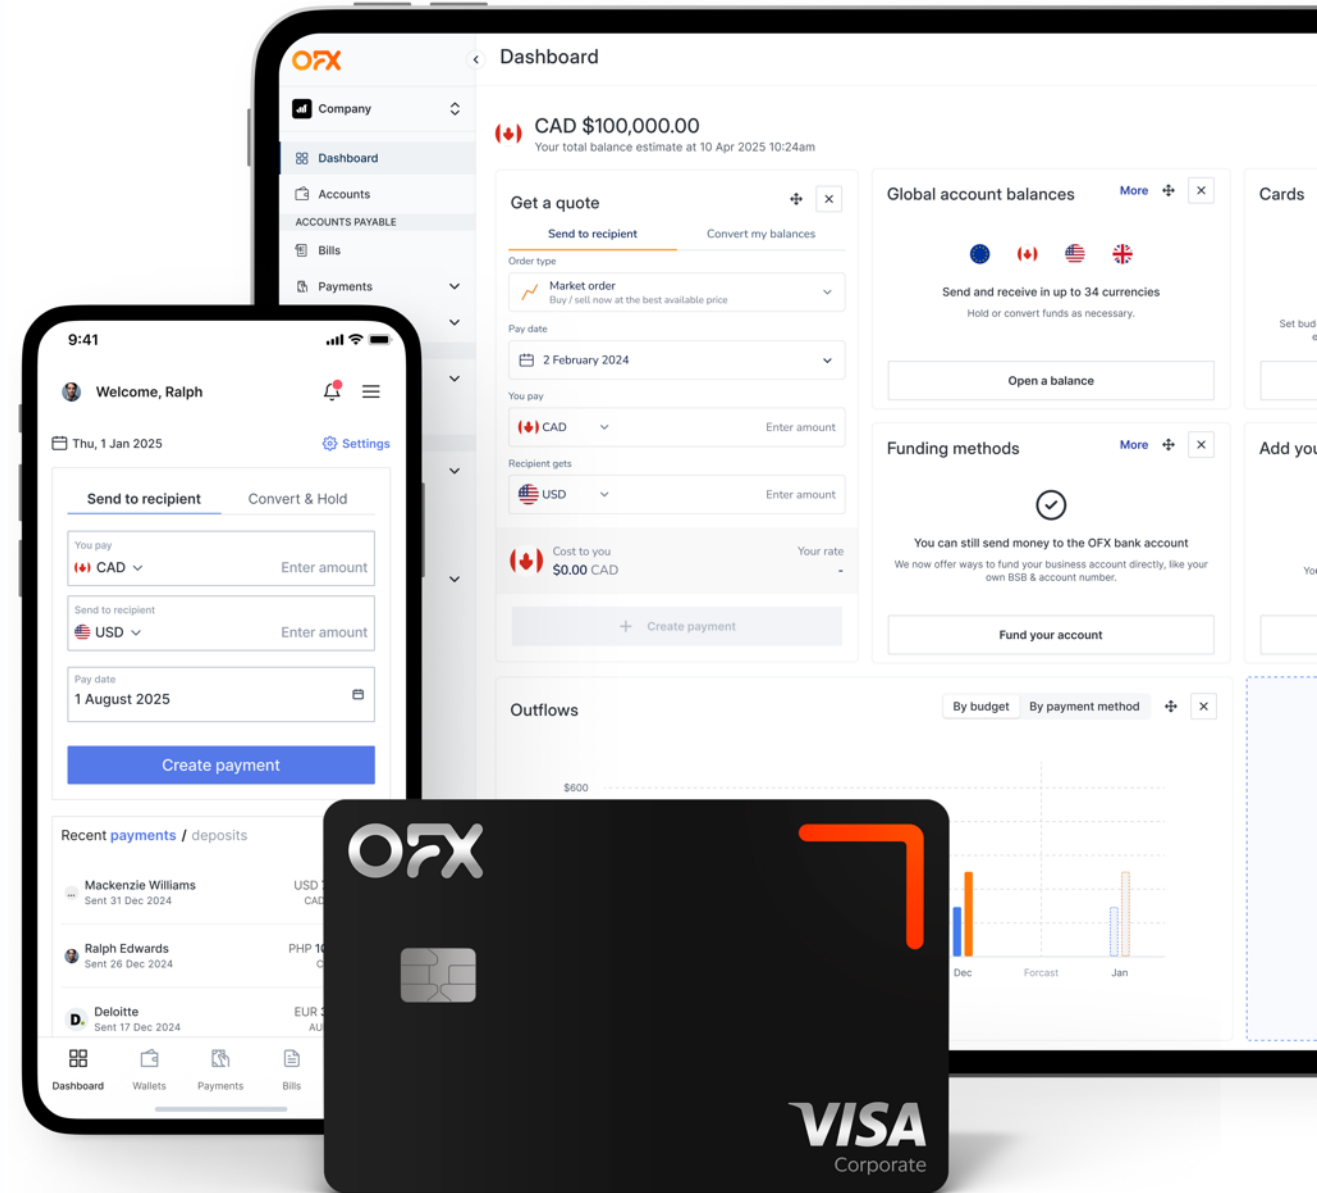 OFX
Dashboard
Company
CAD $100,000.00
Your total balance estimate at 10 Apr 2025 10:24am
Dashboard
Accounts
ACCOUNTS PAYABLE
Bills
Payments
Get a quote
Send to recipient
Convert my balances
Order type
Market order
Buy / sell now at the best available price
Pay date
2 February 2024
You pay
CAD
Enter amount
Recipient gets
USD
Enter amount
Cost to you
Your rate
$0.00 CAD
-
+ Create payment
Global account balances
More
Send and receive in up to 34 currencies
Hold or convert funds as necessary.
Open a balance
Cards
Set bud
Funding methods
More
You can still send money to the OFX bank account
We now offer ways to fund your business account directly, like your
own BSB & account number.
Fund your account
Add you
Outflows
By budget
By payment method
$600
Dec
Forcast
Jan
9:41
Welcome, Ralph
Thu, 1 Jan 2025
Settings
Send to recipient
Convert & Hold
You pay
CAD
Enter amount
Send to recipient
USD
Enter amount
Pay date
1 August 2025
Create payment
Recent payments / deposits
Mackenzie Williams
USD
Sent 31 Dec 2024
CAD
Ralph Edwards
PHP 10
Sent 26 Dec 2024
D.
Deloitte
EUR
Sent 17 Dec 2024
AU
Dashboard
Wallets
Payments
Bills
OFX
VISA
Corporate